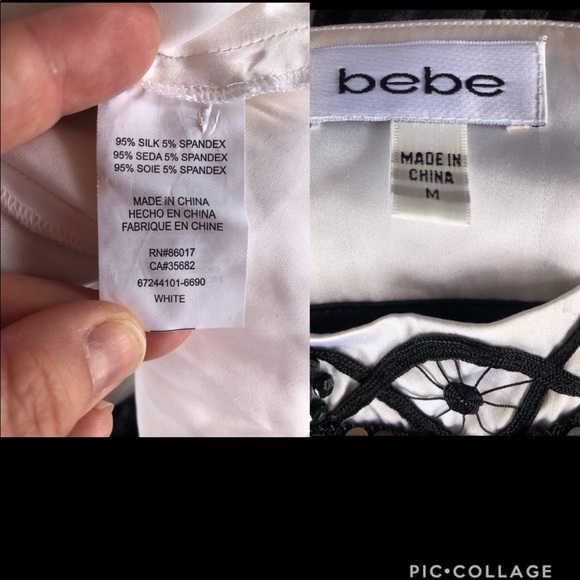 95% SILK 5% SPANDEX
95% SEDA 5% SPANDEX
95% SOIE 5% SPANDEX
MADE IN CHINA
HECHO EN CHINA
FABRIQUE EN CHINE
RN#86017
CA#35682
67244101-6690
WHITE
bebe
MADE IN
CHINA
M
PIC•COLLAGE